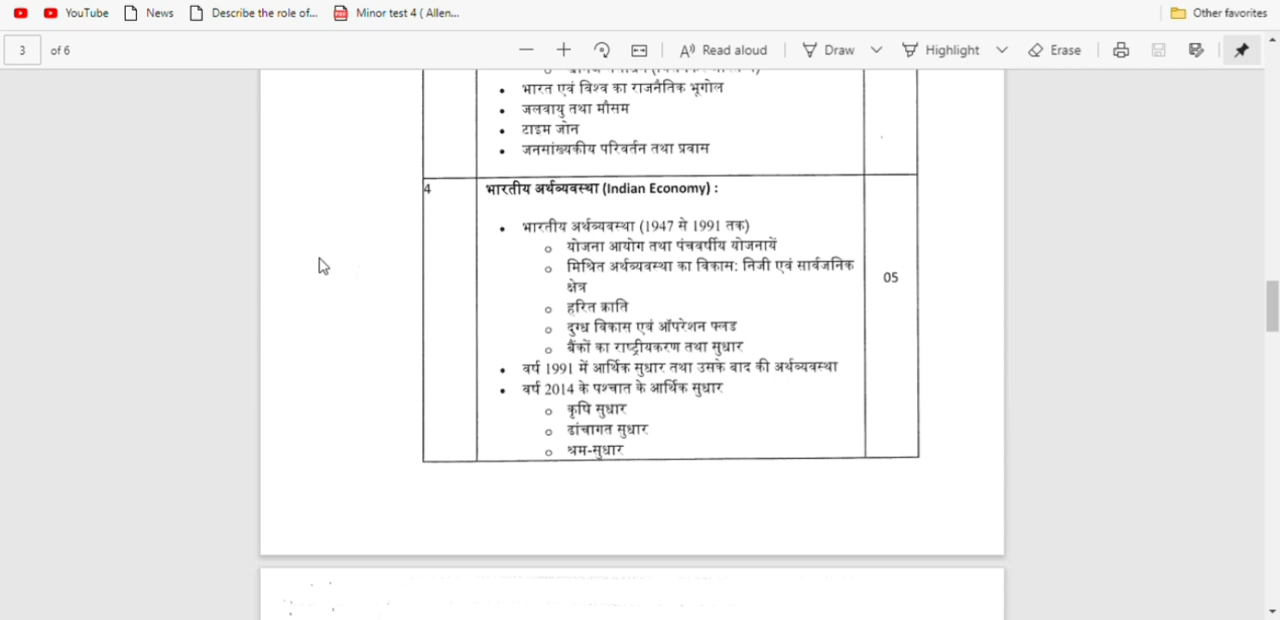 YouTube News Describe the role of... Minor test 4 ( Allen... Other favorites
3 of 6 Read aloud Draw Highlight Erase
• भारत एवं विश्व का राजनैतिक भूगोल
• जलवायु तथा मौसम
• टाइम जोन
• जनसांख्यकीय परिवर्तन तथा प्रवास
4 भारतीय अर्थव्यवस्था (Indian Economy) :
• भारतीय अर्थव्यवस्था (1947 से 1991 तक)
o योजना आयोग तथा पंचवर्षीय योजनायें
o मिश्रित अर्थव्यवस्था का विकास: निजी एवं सार्वजनिक
05
क्षेत्र
o हरित क्राति
o दुग्ध विकास एवं ऑपरेशन फ्लड
o बैंकों का राष्ट्रीयकरण तथा सुधार
• वर्ष 1991 में आर्थिक सुधार तथा उसके बाद की अर्थव्यवस्था
• वर्ष 2014 के पश्चात के आर्थिक सुधार
o कृषि सुधार
o ढांचागत सुधार
o श्रम-सुधार